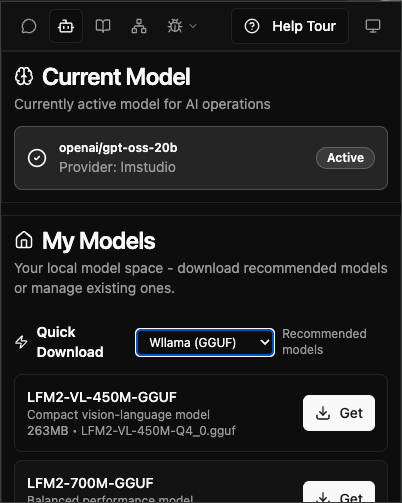 Help Tour
Current Model
Currently active model for AI operations
openai/gpt-oss-20b
Provider: lmstudio
Active
My Models
Your local model space - download recommended models
or manage existing ones.
Quick
Download
Wllama (GGUF)
Recommended
models
LFM2-VL-450M-GGUF
Compact vision-language model
263MB • LFM2-VL-450M-Q4_0.gguf
Get
LFM2-700M-GGUF
Balanced performance model
Get